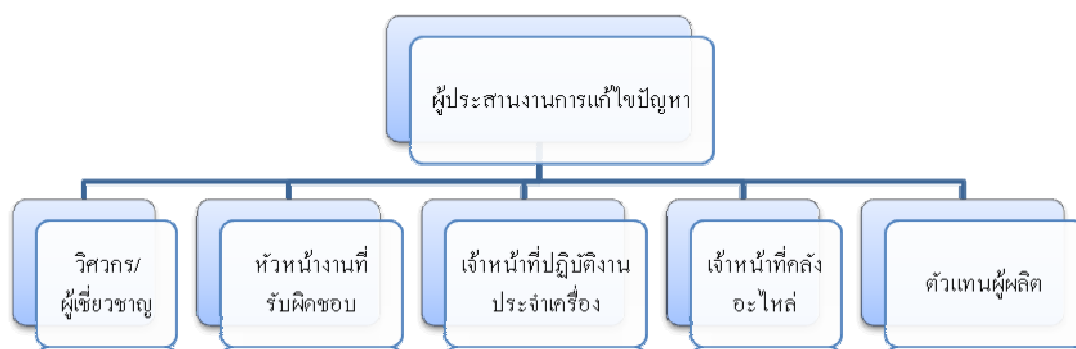 ผู้ประสานงานการแก้ไขปัญหา
วิศวกร/
ผู้เชี่ยวชาญ
หัวหน้างานที่
รับผิดชอบ
เจ้าหน้าที่ปฏิบัติงาน
ประจำเครื่อง
เจ้าหน้าที่คลัง
อะไหล่
ตัวแทนผู้ผลิต